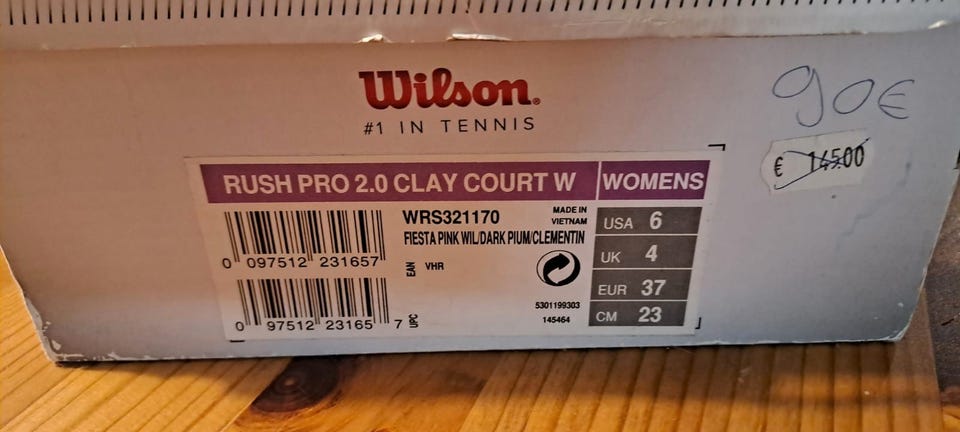 Wilson.
#1 IN TENNIS
90€
€ 145.00
RUSH PRO 2.0 CLAY COURT W WOMENS
WRS321170
MADE IN
VIETNAM
FIESTA PINK WIL/DARK PIUM/CLEMENTIN
0 097512 231657
EAN
VHR
5301199303
145464
0 97512 23165 7
UPC
USA 6
UK 4
EUR 37
CM 23